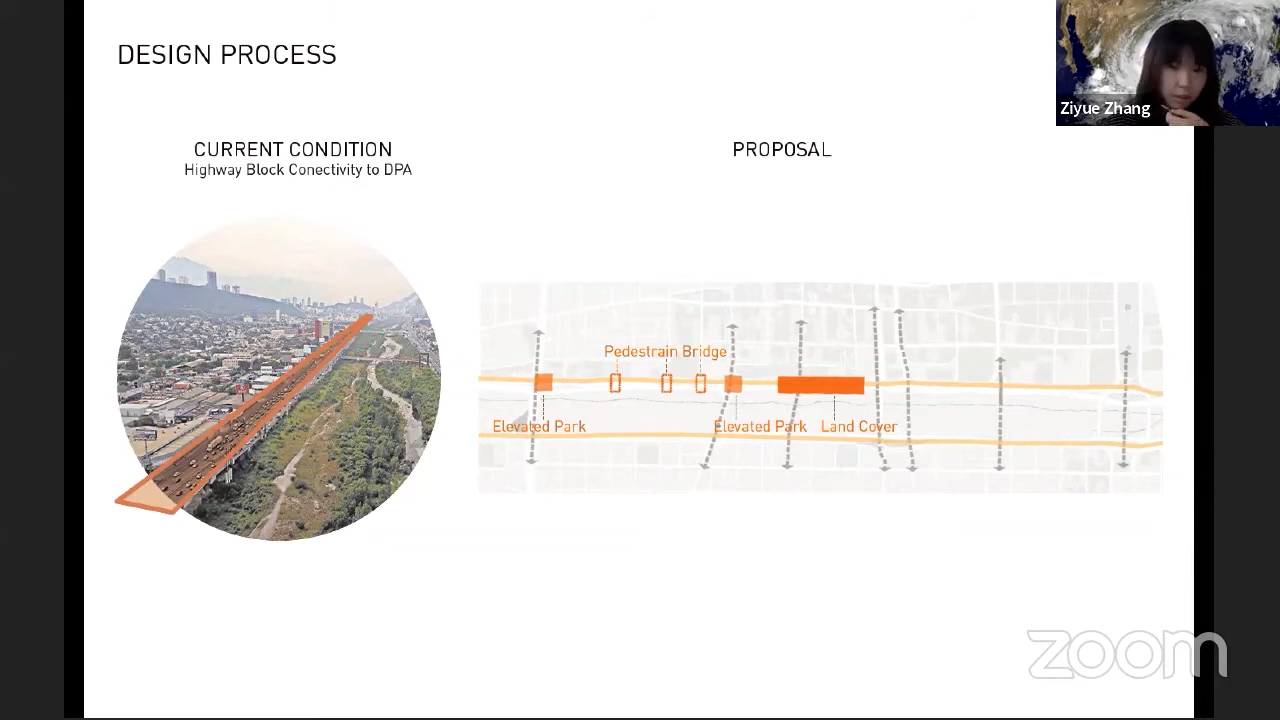 DESIGN PROCESS
Ziyue Zhang
CURRENT CONDITION
Highway Block Conectivity to DPA
PROPOSAL
Pedestrain Bridge
Elevated Park
Elevated Park
Land Cover
zoom